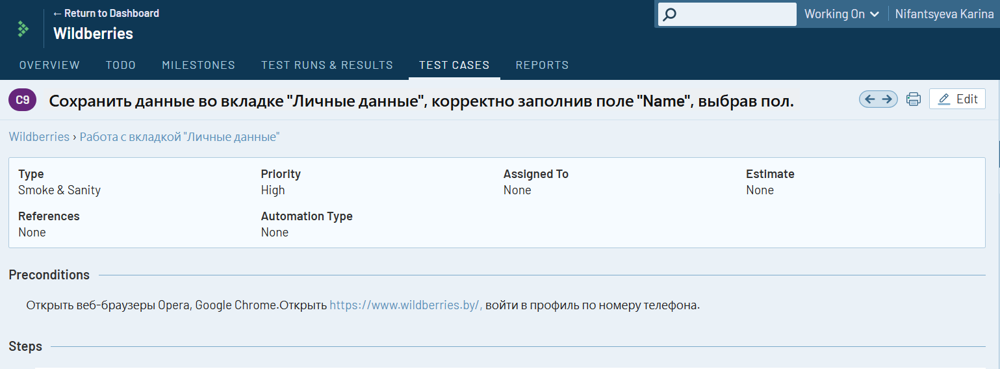 ← Return to Dashboard
Wildberries
Working On
Nifantsyeva Karina
OVERVIEW TODO MILESTONES TEST RUNS & RESULTS TEST CASES REPORTS
C9 Сохранить данные во вкладке "Личные данные", корректно заполнив поле "Name", выбрав пол.
Edit
Wildberries › Работа с вкладкой "Личные данные"
Type Priority Assigned To Estimate
Smoke & Sanity High None None
References Automation Type
None None
Preconditions
Открыть веб-браузеры Opera, Google Chrome.Открыть https://www.wildberries.by/, войти в профиль по номеру телефона.
Steps